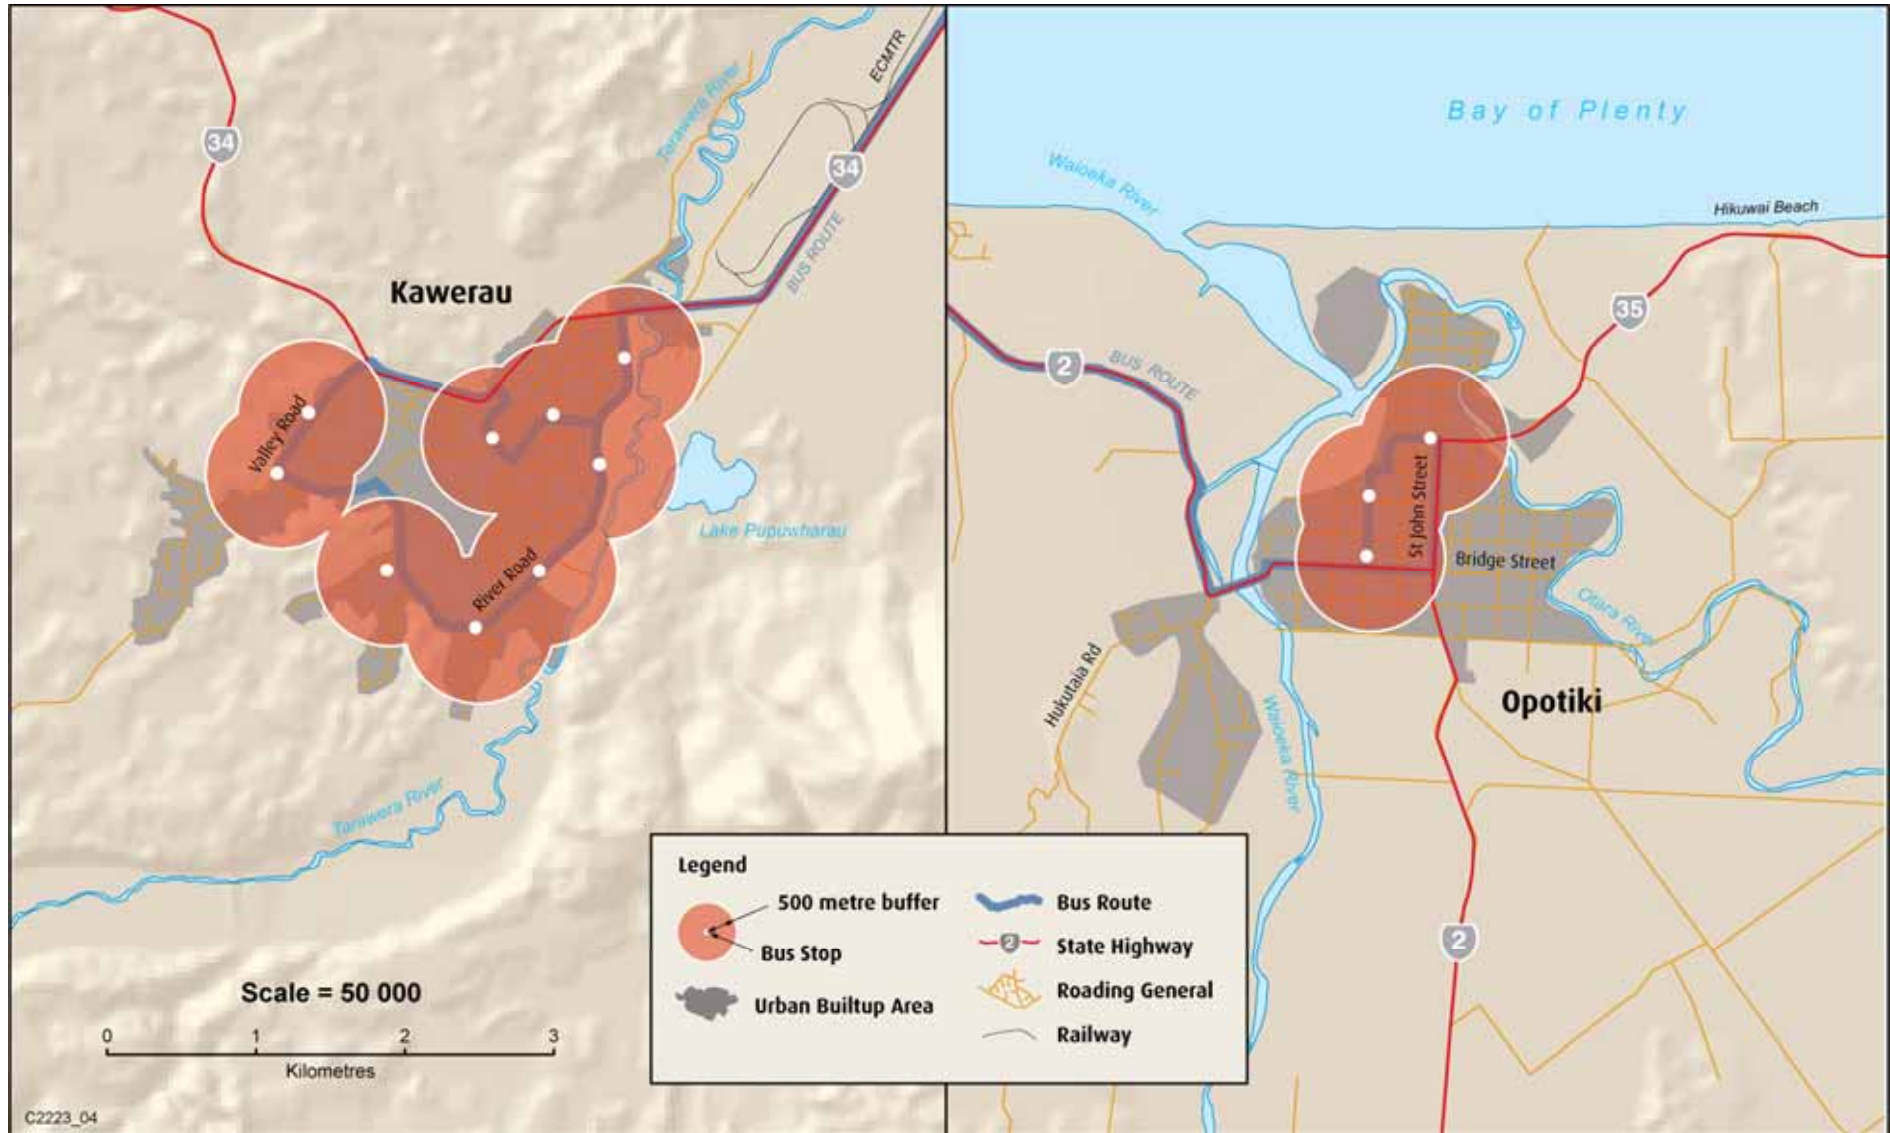 ECMTR
Tarawera River
34
34
BUS ROUTE
Kawerau
Valley Road
Lake Pupuwharau
River Road
Tarawera River
Scale = 50 000
0 1 2 3
Kilometres
C2223_04
Bay of Plenty
Waioeka River
Hikuwai Beach
35
2
BUS ROUTE
St John Street
Bridge Street
Otara River
Hukutaia Rd
Opotiki
Waioeka River
2
Legend
500 metre buffer
Bus Stop
Urban Builtup Area
Bus Route
2
State Highway
Roading General
Railway